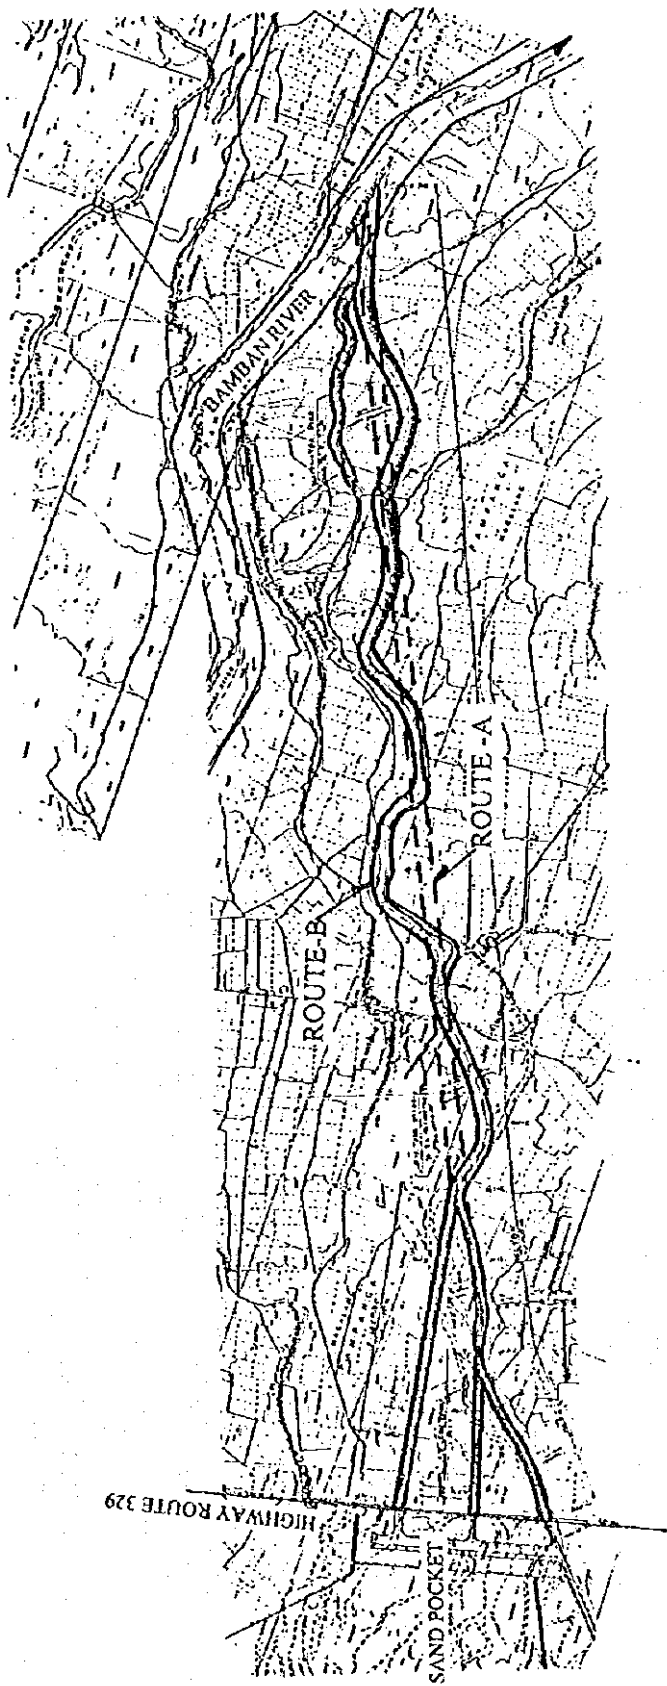 BAMBAN RIVER
ROUTE - A
ROUTE-B
HIGHWAY ROUTE 329
SAND POCKET